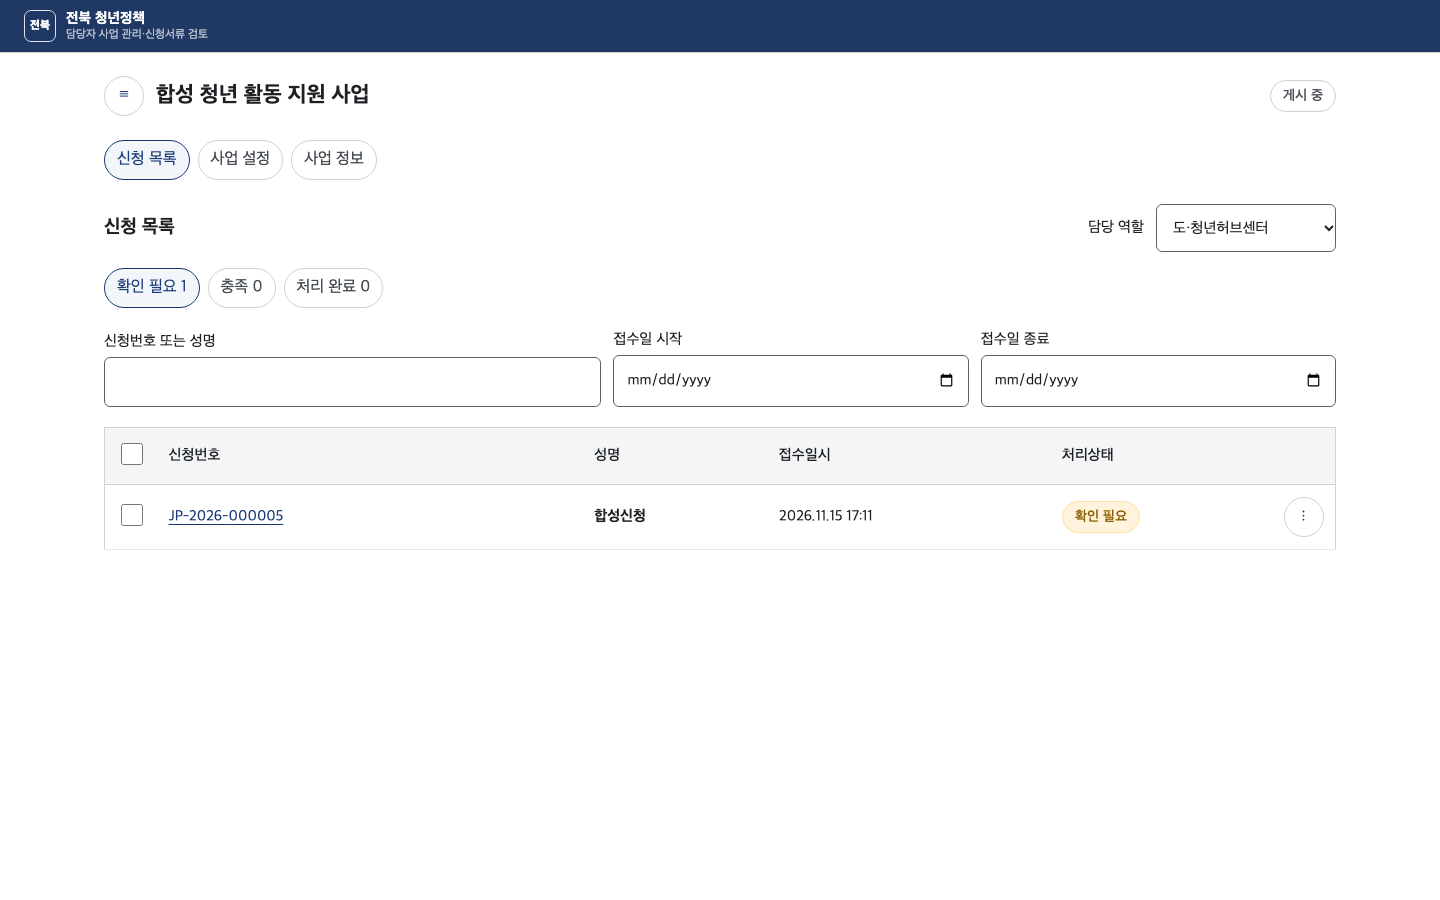 전북
전북 청년정책
담당자 사업 관리·신청서류 검토
≡ 합성 청년 활동 지원 사업
게시 중
신청 목록 사업 설정 사업 정보
신청 목록
담당 역할 도·청년허브센터
확인 필요 1 충족 0 처리 완료 0
신청번호 또는 성명 접수일 시작 접수일 종료
mm/dd/yyyy mm/dd/yyyy
신청번호 성명 접수일시 처리상태
JP-2026-000005 합성신청 2026.11.15 17:11 확인 필요 ⋮